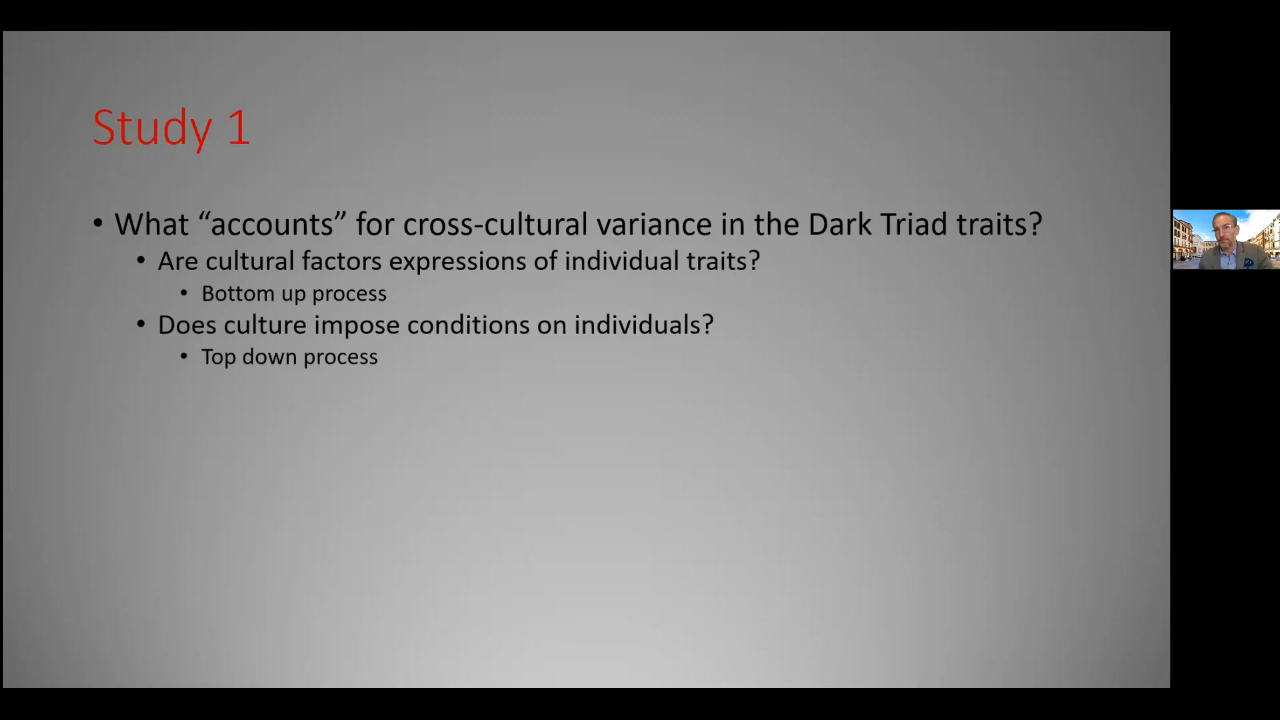 Study 1
• What “accounts” for cross-cultural variance in the Dark Triad traits?
• Are cultural factors expressions of individual traits?
• Bottom up process
• Does culture impose conditions on individuals?
• Top down process